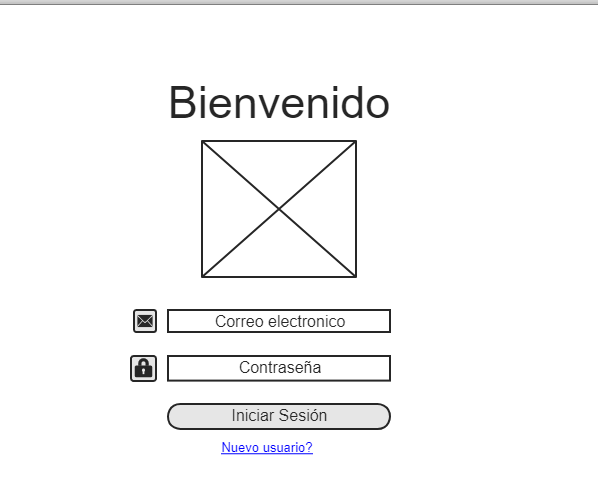 Bienvenido
Correo electronico
Contraseña
Iniciar Sesión
Nuevo usuario?